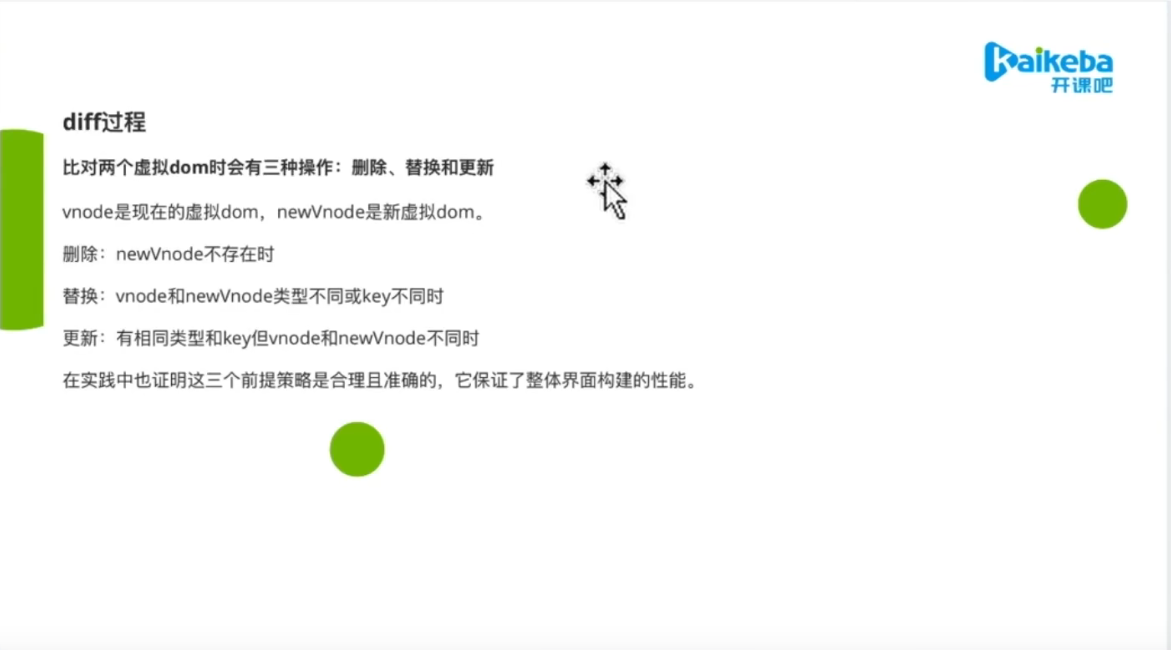 kaikeba
开课吧
diff过程
比对两个虚拟dom时会有三种操作：删除、替换和更新
vnode是现在的虚拟dom，newVnode是新虚拟dom。
删除：newVnode不存在时
替换：vnode和newVnode类型不同或key不同时
更新：有相同类型和key但vnode和newVnode不同时
在实践中也证明这三个前提策略是合理且准确的，它保证了整体界面构建的性能。